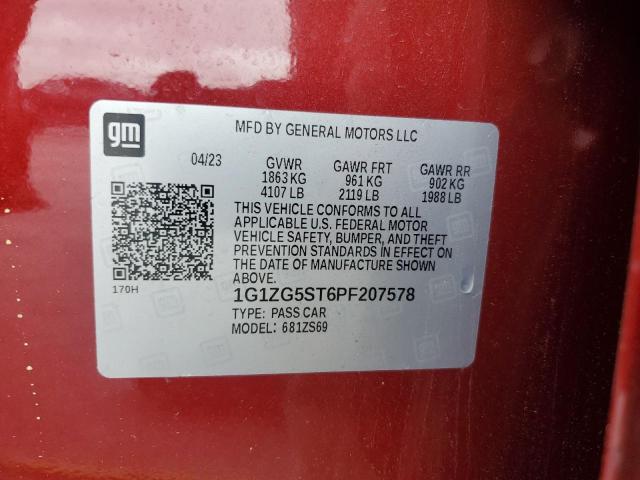 gm
MFD BY GENERAL MOTORS LLC
04/23 GVWR GAWR FRT GAWR RR
1863 KG 961 KG 902 KG
4107 LB 2119 LB 1988 LB
THIS VEHICLE CONFORMS TO ALL
APPLICABLE U.S. FEDERAL MOTOR
VEHICLE SAFETY, BUMPER, AND THEFT
PREVENTION STANDARDS IN EFFECT ON
THE DATE OF MANUFACTURE SHOWN
ABOVE.
170H
1G1ZG5ST6PF207578
TYPE: PASS CAR
MODEL: 681ZS69